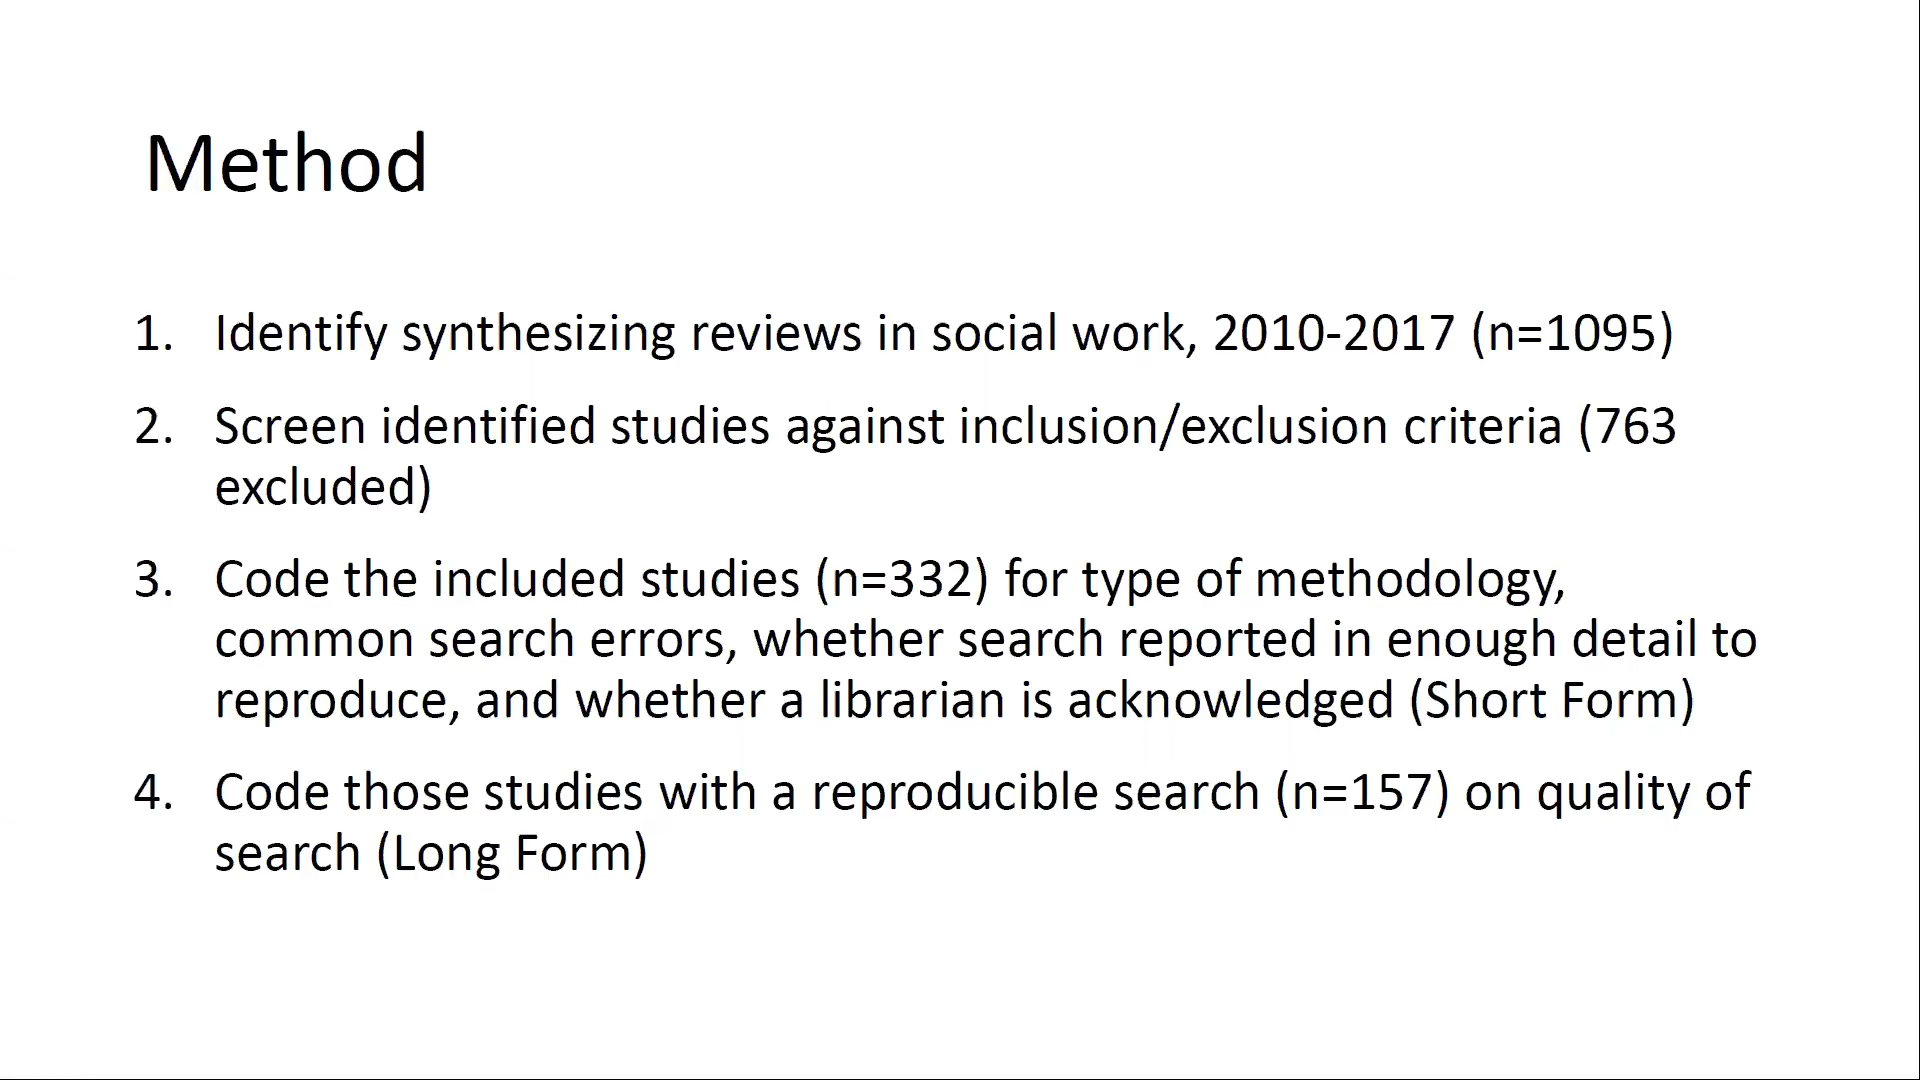 Method
1. Identify synthesizing reviews in social work, 2010-2017 (n=1095)
2. Screen identified studies against inclusion/exclusion criteria (763
excluded)
3. Code the included studies (n=332) for type of methodology,
common search errors, whether search reported in enough detail to
reproduce, and whether a librarian is acknowledged (Short Form)
4. Code those studies with a reproducible search (n=157) on quality of
search (Long Form)